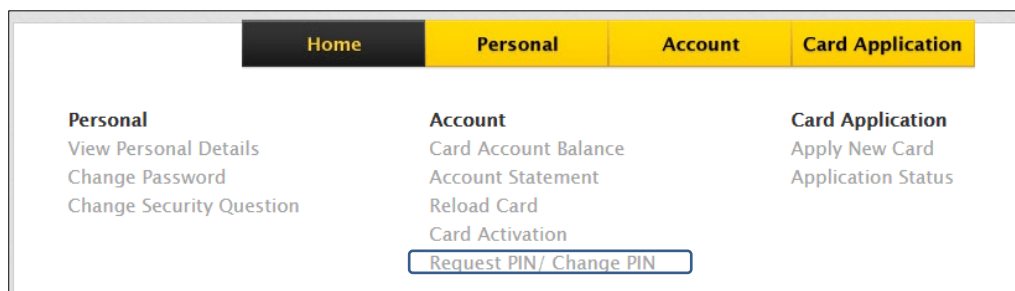 Home Personal Account Card Application
Personal
View Personal Details
Change Password
Change Security Question
Account
Card Account Balance
Account Statement
Reload Card
Card Activation
Request PIN/ Change PIN
Card Application
Apply New Card
Application Status